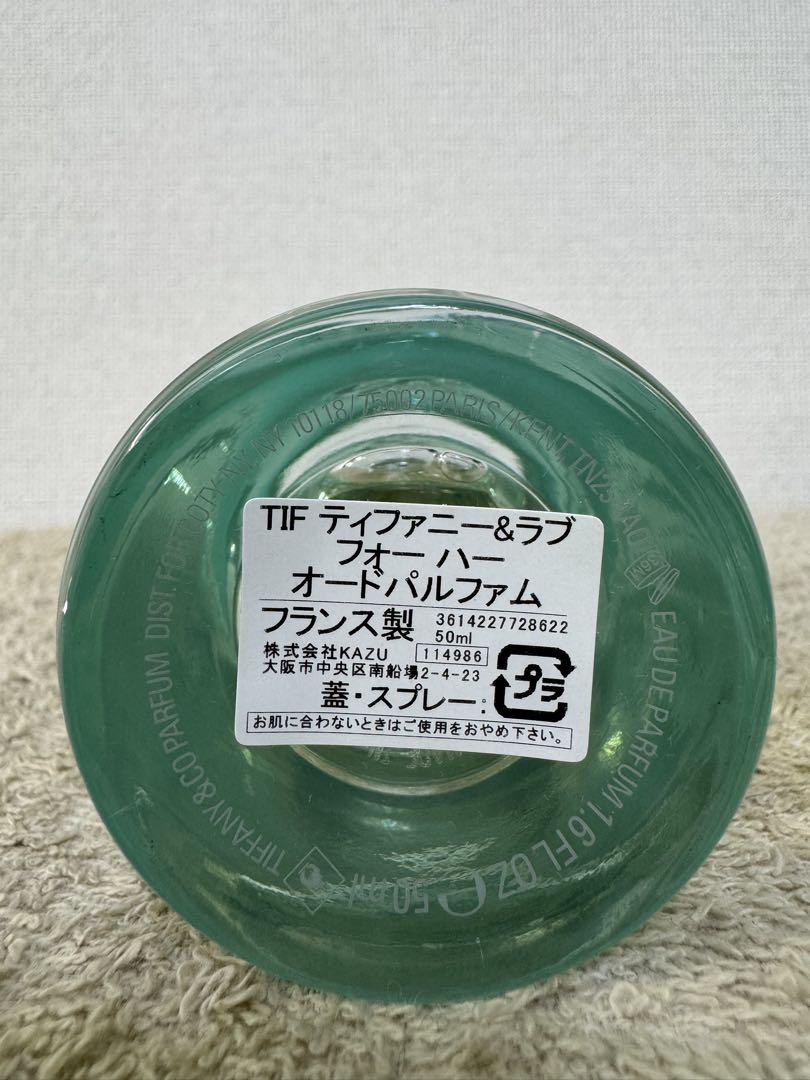 TIF ティファニー&ラブ
フォー ハー
オードパルファム
フランス製
3614227728622
50ml
株式会社KAZU 114986
大阪市中央区南船場2-4-23
蓋・スプレー:
プラ
お肌に合わないときはご使用をおやめ下さい。
TIFFANY & CO PARFUM DIST. FOR COTY NY, NY 10118/75002 PARIS/KENT, TN25
EAU DE PARFUM 1.6 FL OZ ℮ 50 ml